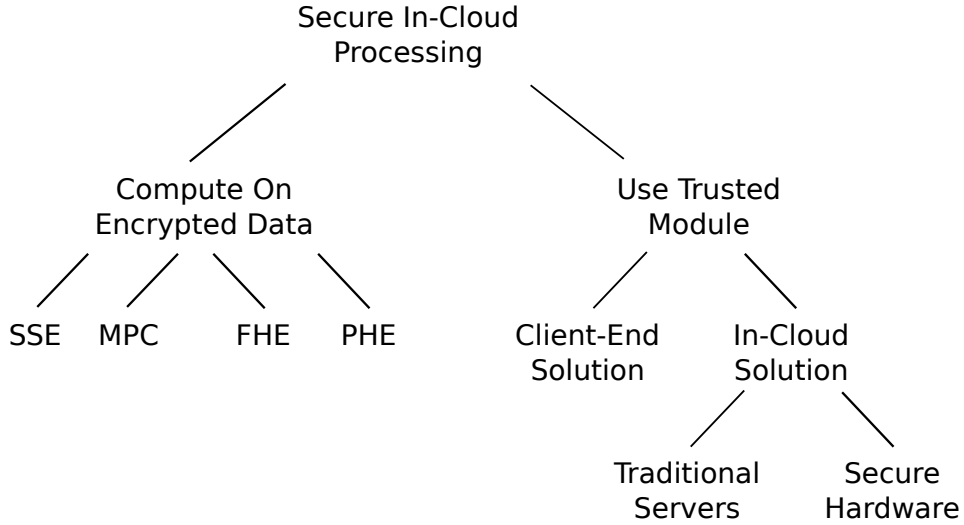 Secure In-Cloud
Processing
Compute On
Encrypted Data
Use Trusted
Module
SSE
MPC
FHE
PHE
Client-End
Solution
In-Cloud
Solution
Traditional
Servers
Secure
Hardware